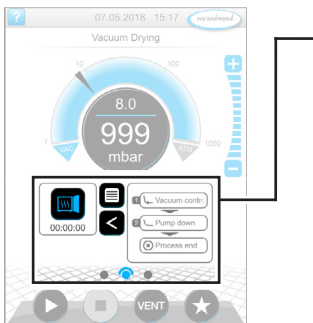 ?
07.05.2018 15:17 vacuubrand
Vacuum Drying
10 100
1 1000
VAC ATM
8.0
999
mbar
+
-
00:00:00
<
1 Vacuum contr.
2 Pump down
Process end
VENT